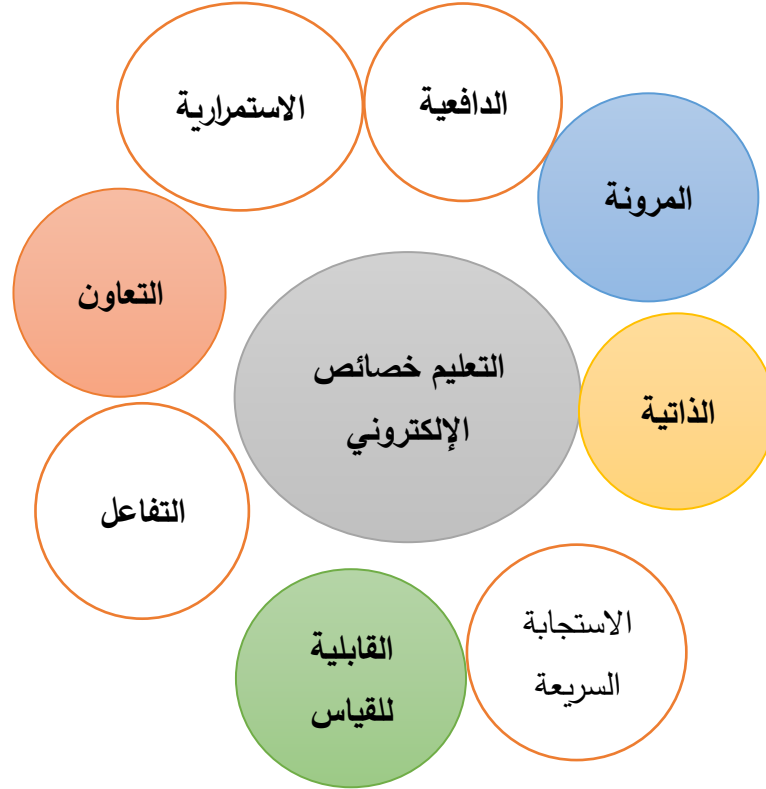 الدافعية
الاستمرارية
المرونة
التعاون
التعليم خصائص
الإلكتروني
الذاتية
التفاعل
الاستجابة
السريعة
القابلية
للقياس